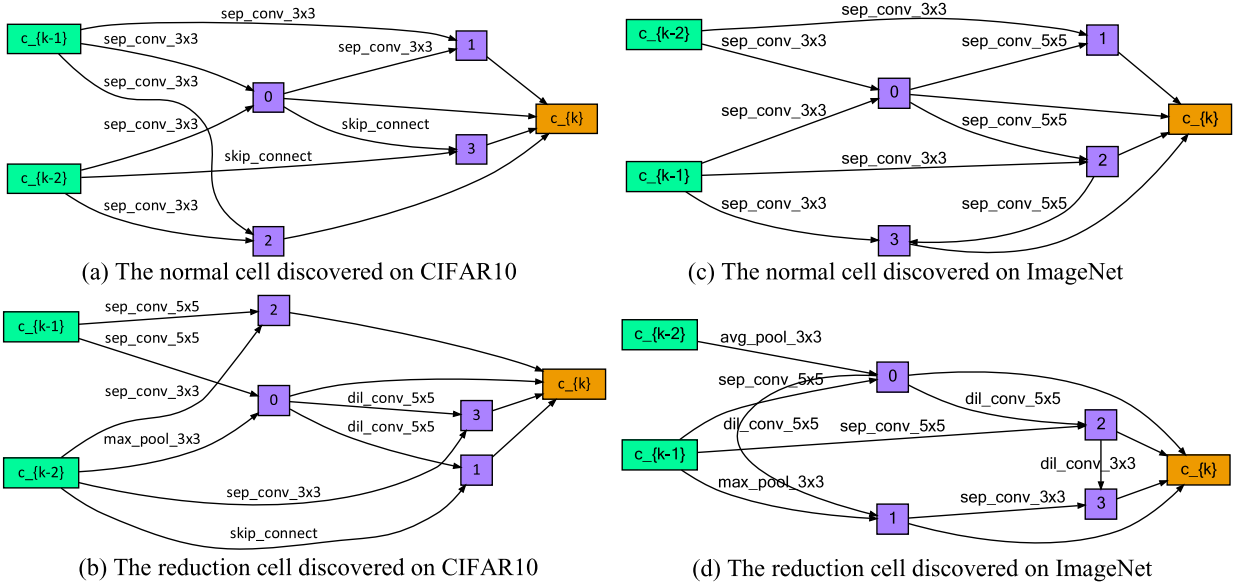 c_{k-1}
sep_conv_3x3
sep_conv_3x3
sep_conv_3x3
1
sep_conv_3x3
0
c_{k}
sep_conv_3x3
skip_connect
3
skip_connect
c_{k-2}
sep_conv_3x3
2
(a) The normal cell discovered on CIFAR10
c_{k-2}
sep_conv_3x3
sep_conv_3x3
sep_conv_5x5
1
0
sep_conv_3x3
sep_conv_5x5
c_{k}
sep_conv_3x3
2
c_{k-1}
sep_conv_3x3
sep_conv_5x5
3
(c) The normal cell discovered on ImageNet
sep_conv_5x5
2
c_{k-1}
sep_conv_5x5
sep_conv_3x3
c_{k}
0
dil_conv_5x5
3
max_pool_3x3
dil_conv_5x5
c_{k-2}
1
sep_conv_3x3
skip_connect
(b) The reduction cell discovered on CIFAR10
c_{k-2}
avg_pool_3x3
0
sep_conv_5x5
dil_conv_5x5
dil_conv_5x5
sep_conv_5x5
2
c_{k-1}
dil_conv_3x3
c_{k}
max_pool_3x3
sep_conv_3x3
3
1
(d) The reduction cell discovered on ImageNet